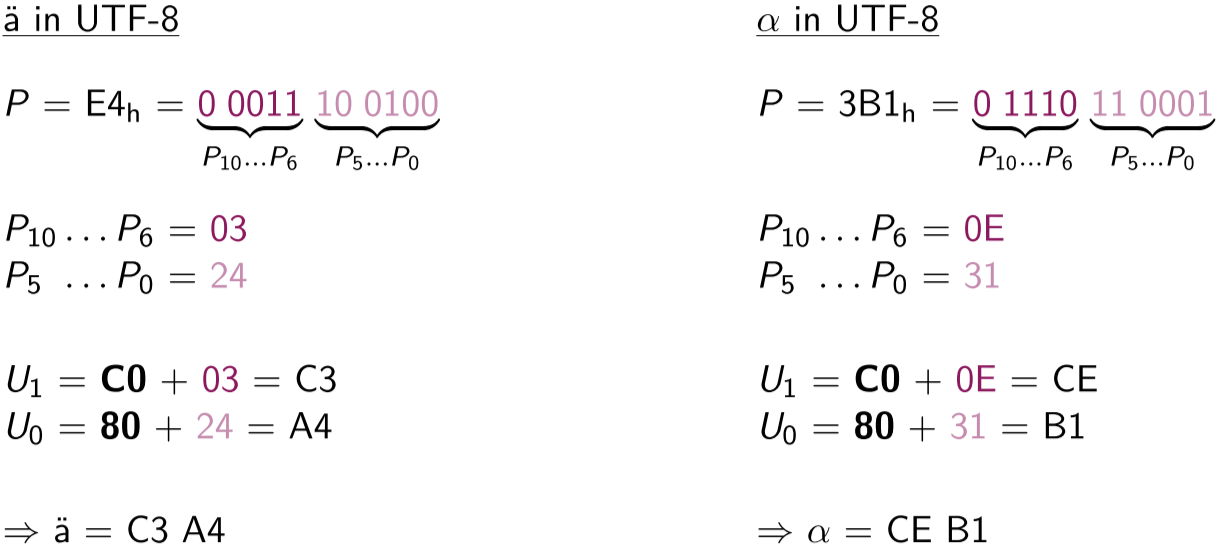 ä in UTF-8
P = E4h = 0 0011 10 0100
P10...P6 P5...P0
P10 ... P6 = 03
P5 ... P0 = 24
U1 = C0 + 03 = C3
U0 = 80 + 24 = A4
⇒ ä = C3 A4
α in UTF-8
P = 3B1h = 0 1110 11 0001
P10...P6 P5...P0
P10 ... P6 = 0E
P5 ... P0 = 31
U1 = C0 + 0E = CE
U0 = 80 + 31 = B1
⇒ α = CE B1